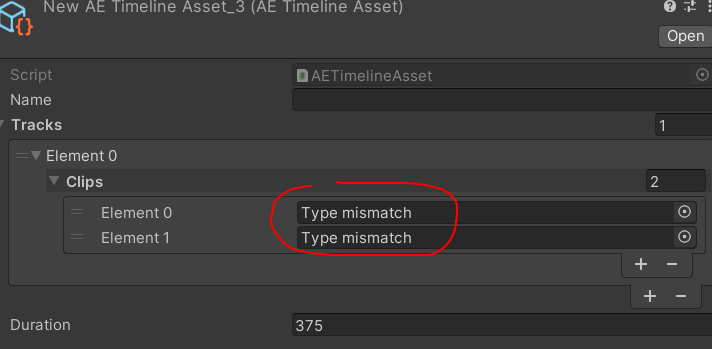 New AE Timeline Asset_3 (AE Timeline Asset)
Open
Script AETimelineAsset
Name
Tracks 1
Element 0
Clips 2
Element 0 Type mismatch
Element 1 Type mismatch
Duration 375